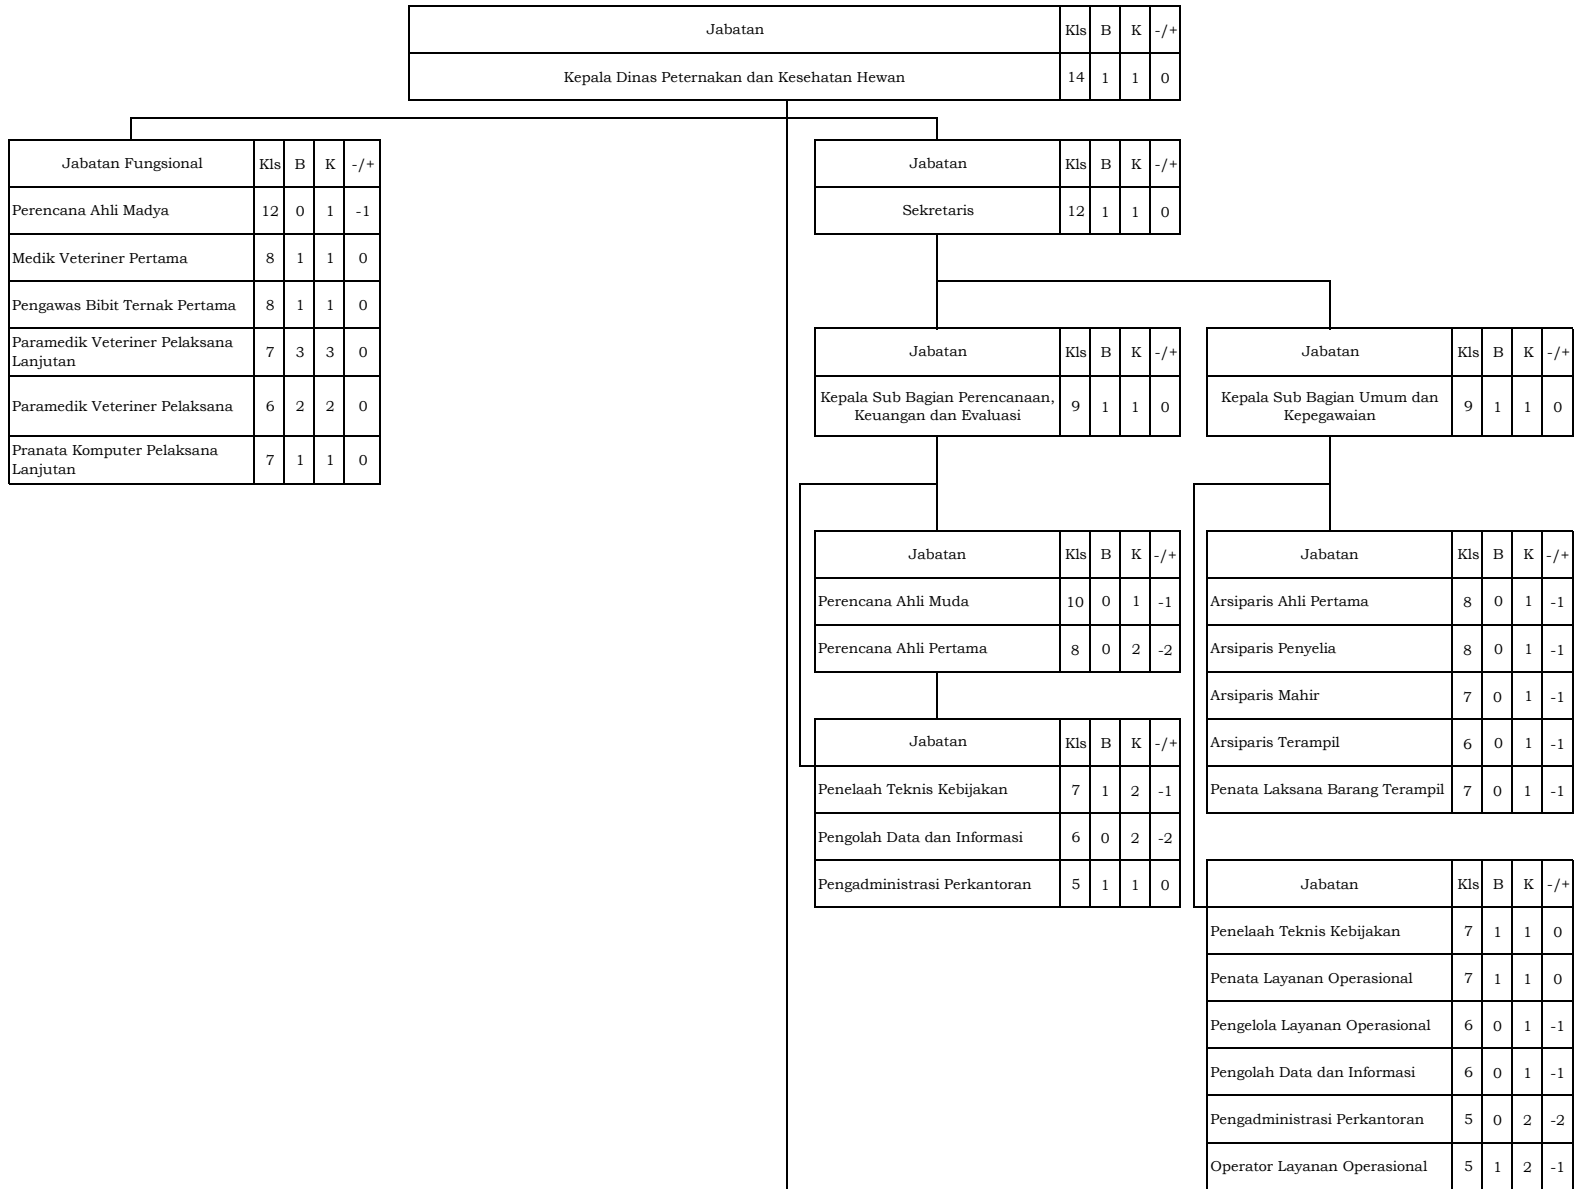 Jabatan Kls B K -/+
Kepala Dinas Peternakan dan Kesehatan Hewan 14 1 1 0
Jabatan Fungsional Kls B K -/+
Perencana Ahli Madya 12 0 1 -1
Medik Veteriner Pertama 8 1 1 0
Pengawas Bibit Ternak Pertama 8 1 1 0
Paramedik Veteriner Pelaksana
Lanjutan 7 3 3 0
Paramedik Veteriner Pelaksana 6 2 2 0
Pranata Komputer Pelaksana
Lanjutan 7 1 1 0
Jabatan Kls B K -/+
Sekretaris 12 1 1 0
Jabatan Kls B K -/+
Kepala Sub Bagian Perencanaan,
Keuangan dan Evaluasi 9 1 1 0
Jabatan Kls B K -/+
Perencana Ahli Muda 10 0 1 -1
Perencana Ahli Pertama 8 0 2 -2
Jabatan Kls B K -/+
Penelaah Teknis Kebijakan 7 1 2 -1
Pengolah Data dan Informasi 6 0 2 -2
Pengadministrasi Perkantoran 5 1 1 0
Jabatan Kls B K -/+
Kepala Sub Bagian Umum dan
Kepegawaian 9 1 1 0
Jabatan Kls B K -/+
Arsiparis Ahli Pertama 8 0 1 -1
Arsiparis Penyelia 8 0 1 -1
Arsiparis Mahir 7 0 1 -1
Arsiparis Terampil 6 0 1 -1
Penata Laksana Barang Terampil 7 0 1 -1
Jabatan Kls B K -/+
Penelaah Teknis Kebijakan 7 1 1 0
Penata Layanan Operasional 7 1 1 0
Pengelola Layanan Operasional 6 0 1 -1
Pengolah Data dan Informasi 6 0 1 -1
Pengadministrasi Perkantoran 5 0 2 -2
Operator Layanan Operasional 5 1 2 -1